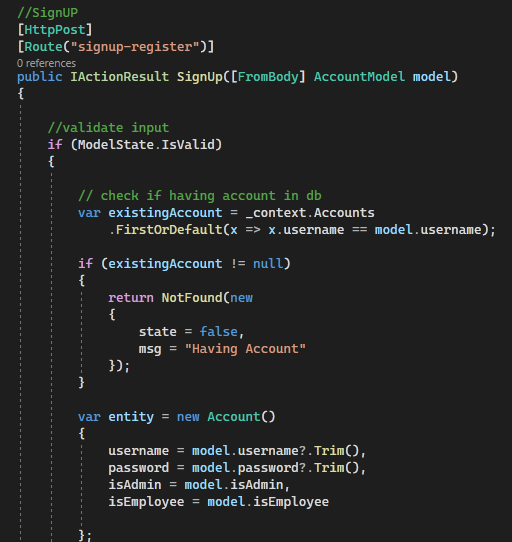 //SignUP
[HttpPost]
[Route("signup-register")]
0 references
public IActionResult SignUp([FromBody] AccountModel model)
{
//validate input
if (ModelState.IsValid)
{
// check if having account in db
var existingAccount = _context.Accounts
.FirstOrDefault(x => x.username == model.username);
if (existingAccount != null)
{
return NotFound(new
{
state = false,
msg = "Having Account"
});
}
var entity = new Account()
{
username = model.username?.Trim(),
password = model.password?.Trim(),
isAdmin = model.isAdmin,
isEmployee = model.isEmployee
};